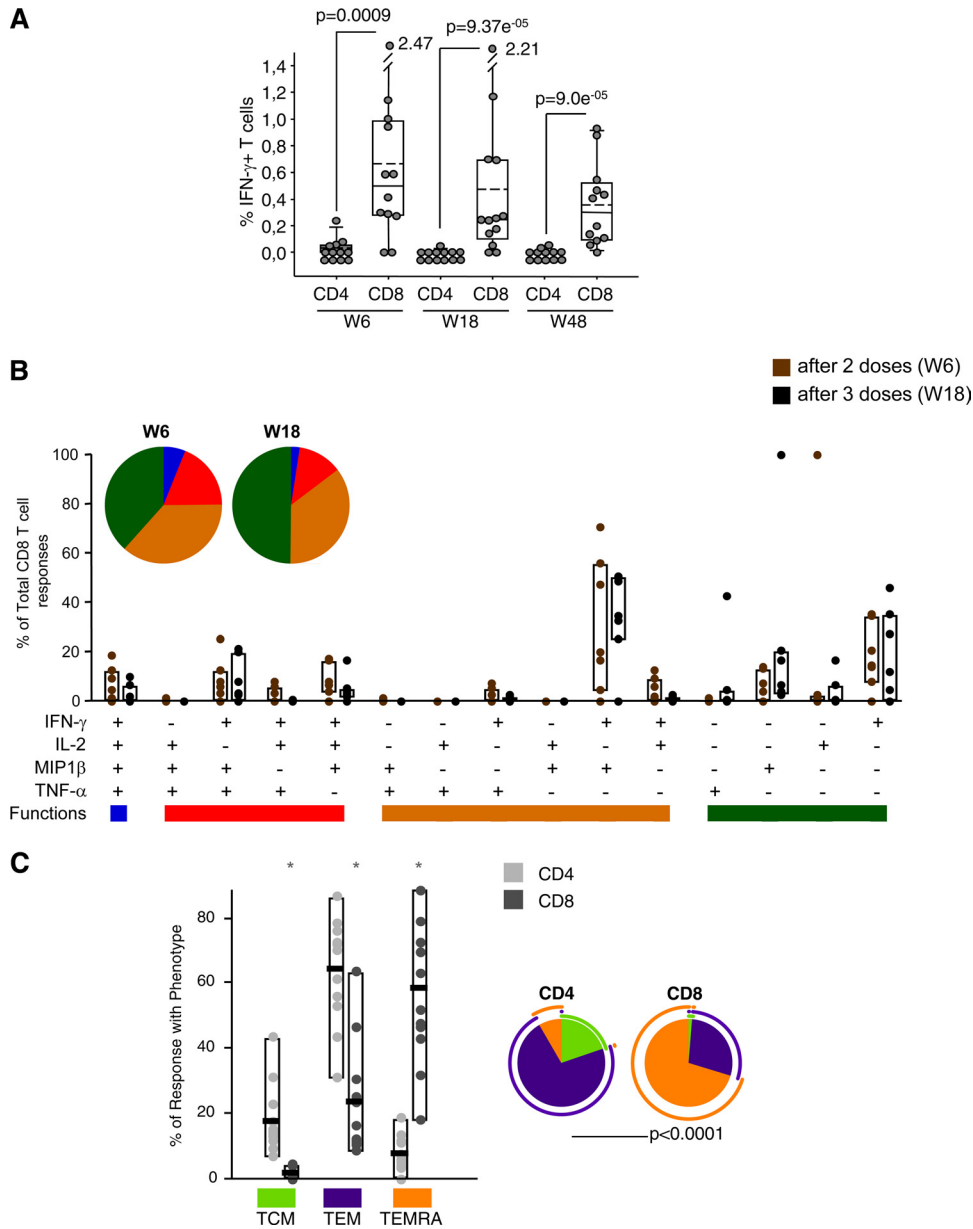 A
p=0.0009
p=9.37e-05
2.47
2.21
p=9.0e-05
% IFN-γ+ T cells
1,4
1,2
1,0
0,8
0,6
0,4
0,2
0,0
CD4 CD8 CD4 CD8 CD4 CD8
W6 W18 W48
B
after 2 doses (W6)
after 3 doses (W18)
W6 W18
% of Total CD8 T cell
responses
100
80
60
40
20
0
IFN-γ + - + + + - - + - + + - - - +
IL-2 + + - + + - + - + - + - - + -
MIP1β + + + - + + - - + + - - + - -
TNF-α + + + + - + + + - - - + - - -
Functions
C
* * *
CD4
CD8
% of Response with Phenotype
80
60
40
20
0
TCM TEM TEMRA
CD4 CD8
p<0.0001